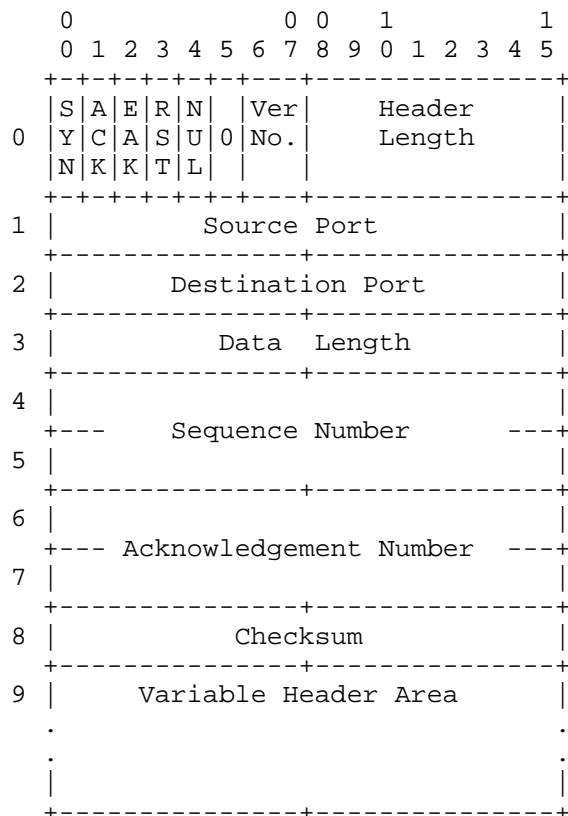 0             0 0   1         1
0 1 2 3 4 5 6 7 8 9 0 1 2 3 4 5
+-+-+-+-+-+-+---+---------------+
|S|A|E|R|N| |Ver|    Header     |
0 |Y|C|A|S|U|0|No.|    Length     |
|N|K|K|T|L| |   |               |
+-+-+-+-+-+-+---+---------------+
1 |         Source Port           |
+---------------+---------------+
2 |       Destination Port        |
+---------------+---------------+
3 |          Data  Length         |
+---------------+---------------+
4 |                               |
+---    Sequence Number      ---+
5 |                               |
+---------------+---------------+
6 |                               |
+--- Acknowledgement Number  ---+
7 |                               |
+---------------+---------------+
8 |           Checksum            |
+---------------+---------------+
9 |     Variable Header Area      |
.                               .
.                               .
|                               |
+---------------+---------------+